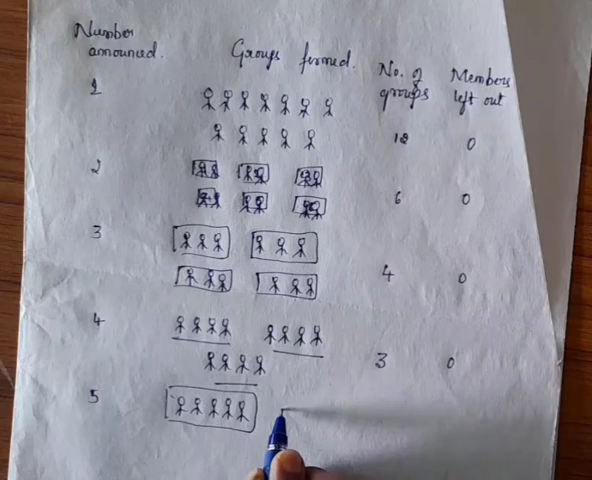 Number announced.
Groups formed.
No. of groups
Members left out
1
12 0
2
6 0
3
4 0
4
3 0
5